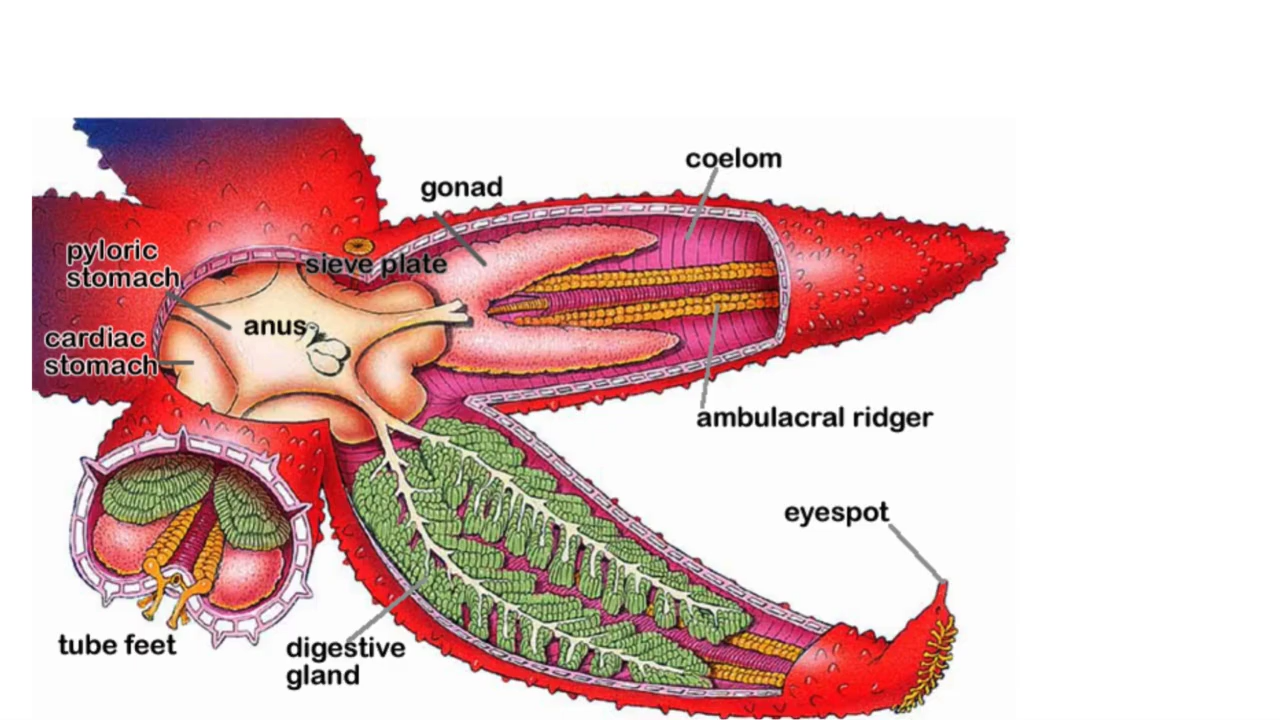 coelom
gonad
pyloric
stomach
sieve plate
anus
cardiac
stomach
ambulacral ridger
eyespot
tube feet
digestive
gland